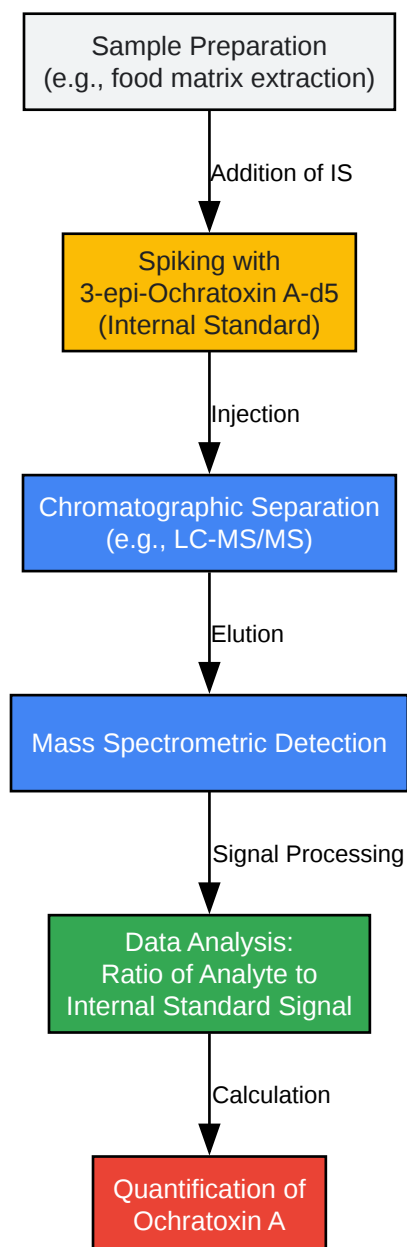 Sample Preparation
(e.g., food matrix extraction)
Addition of IS
Spiking with
3-epi-Ochratoxin A-d5
(Internal Standard)
Injection
Chromatographic Separation
(e.g., LC-MS/MS)
Elution
Mass Spectrometric Detection
Signal Processing
Data Analysis:
Ratio of Analyte to
Internal Standard Signal
Calculation
Quantification of
Ochratoxin A